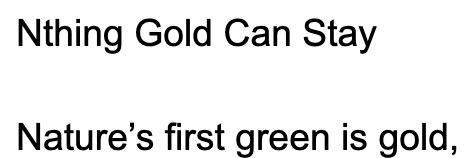 Nthing Gold Can Stay
Nature’s first green is gold,